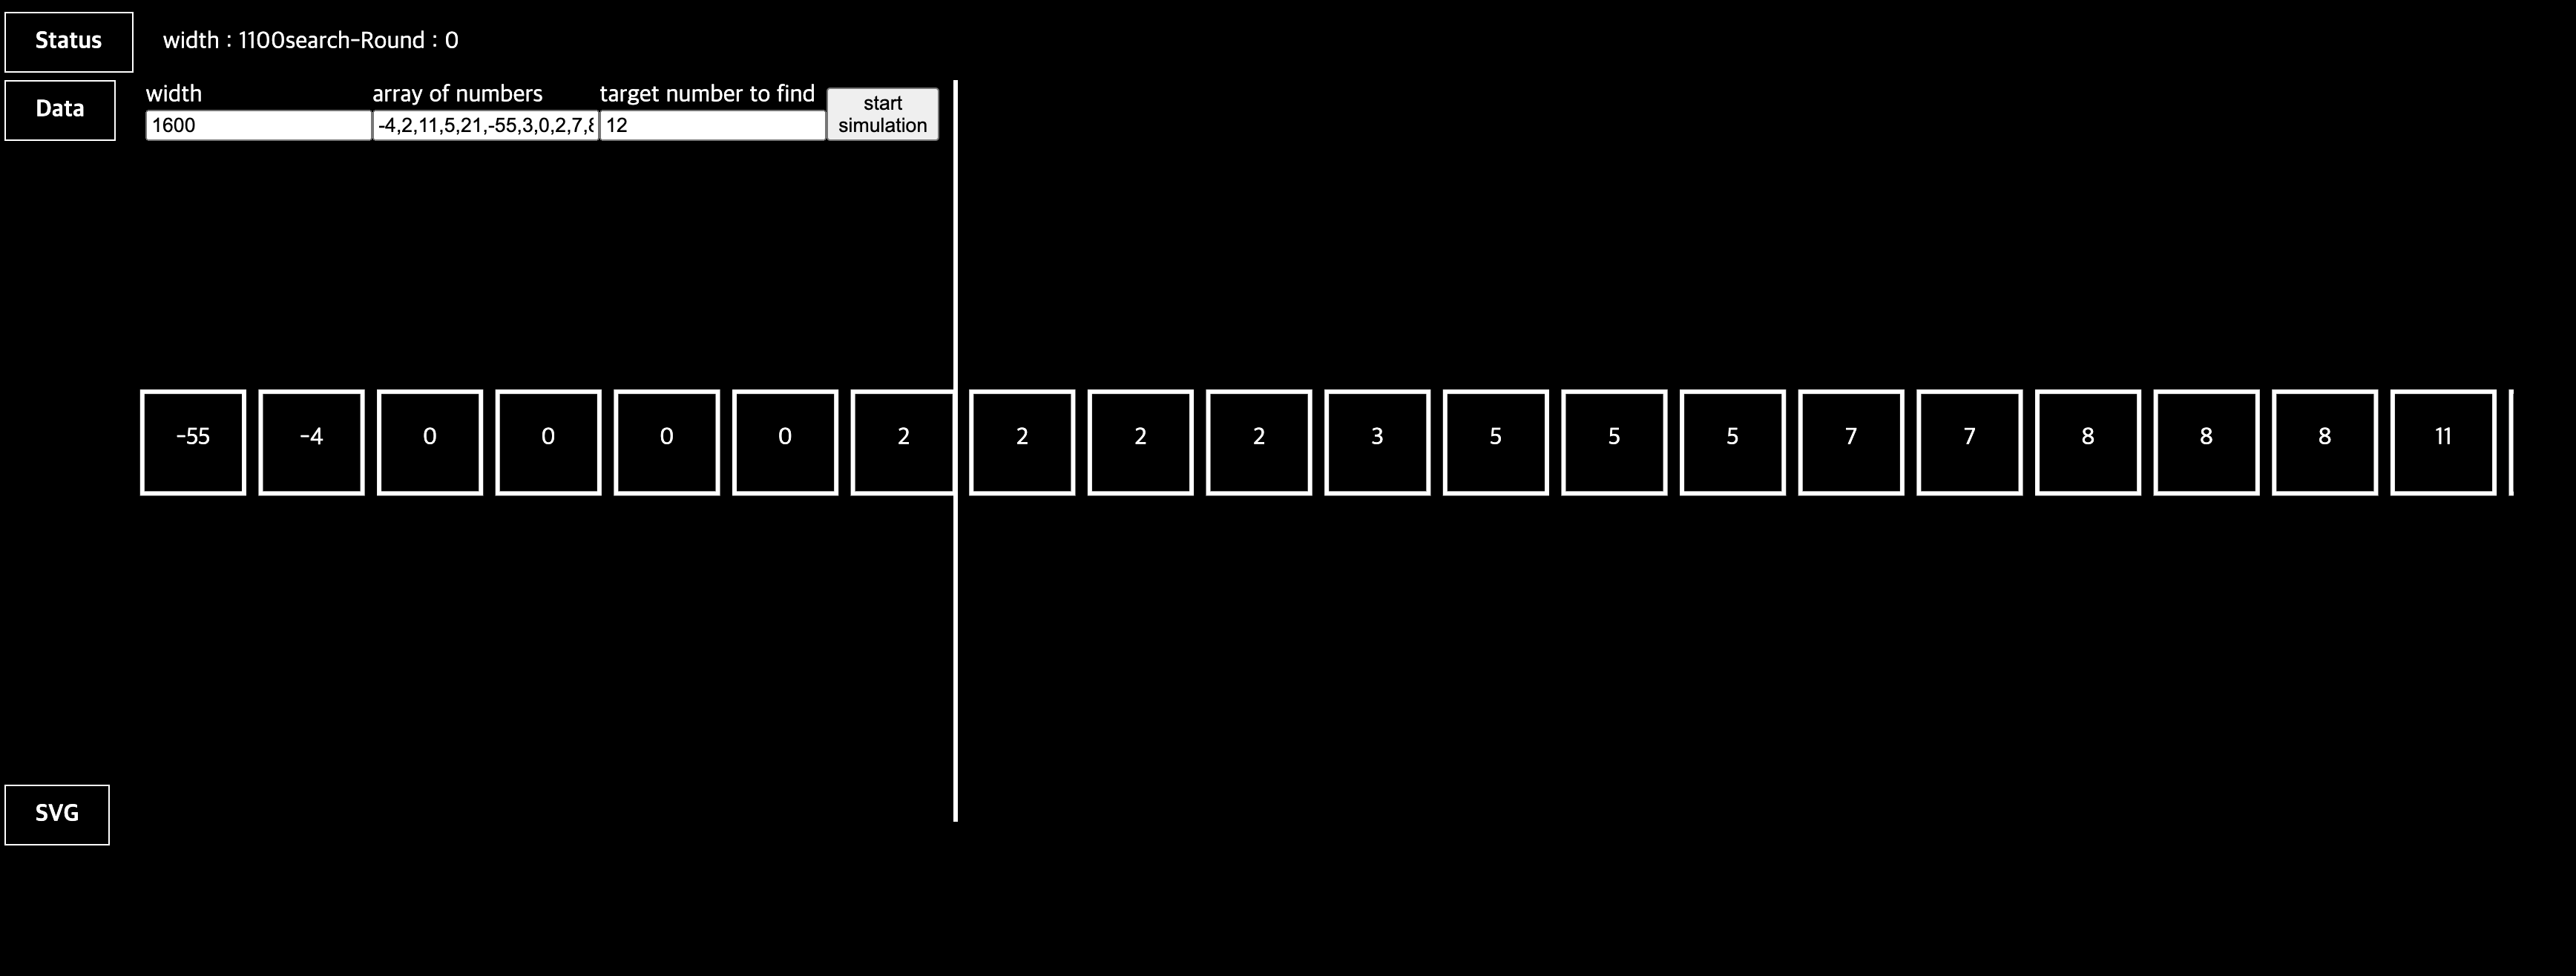 Status
width : 1100search-Round : 0
Data
width
array of numbers
target number to find
1600
-4,2,11,5,21,-55,3,0,2,7,
12
start
simulation
-55 -4 0 0 0 0 2 2 2 2 3 5 5 5 7 7 8 8 8 11
SVG